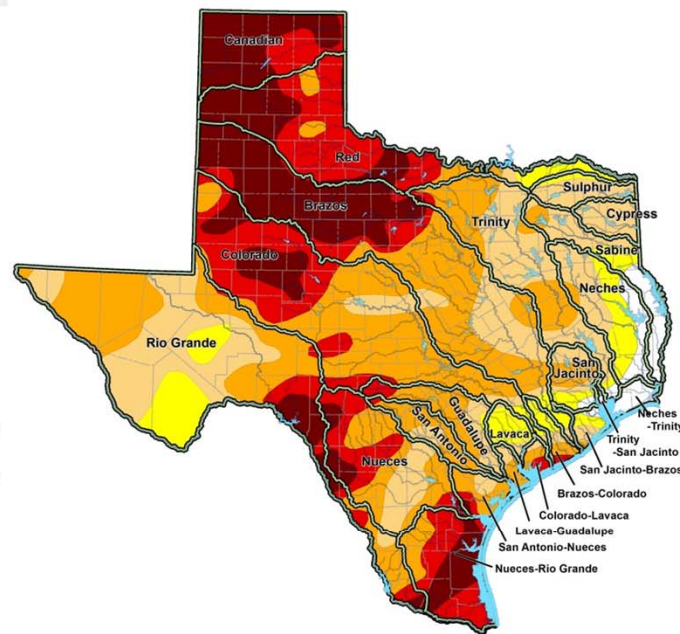 Canadian
Red
Brazos
Colorado
Trinity
Sulphur
Cypress
Sabine
Neches
Rio Grande
San
Jacinto
Guadalupe
San Antonio
Lavaca
Nueces
Neches
-Trinity
Trinity
-San Jacinto
San Jacinto-Brazos
Brazos-Colorado
Colorado-Lavaca
Lavaca-Guadalupe
San Antonio-Nueces
Nueces-Rio Grande